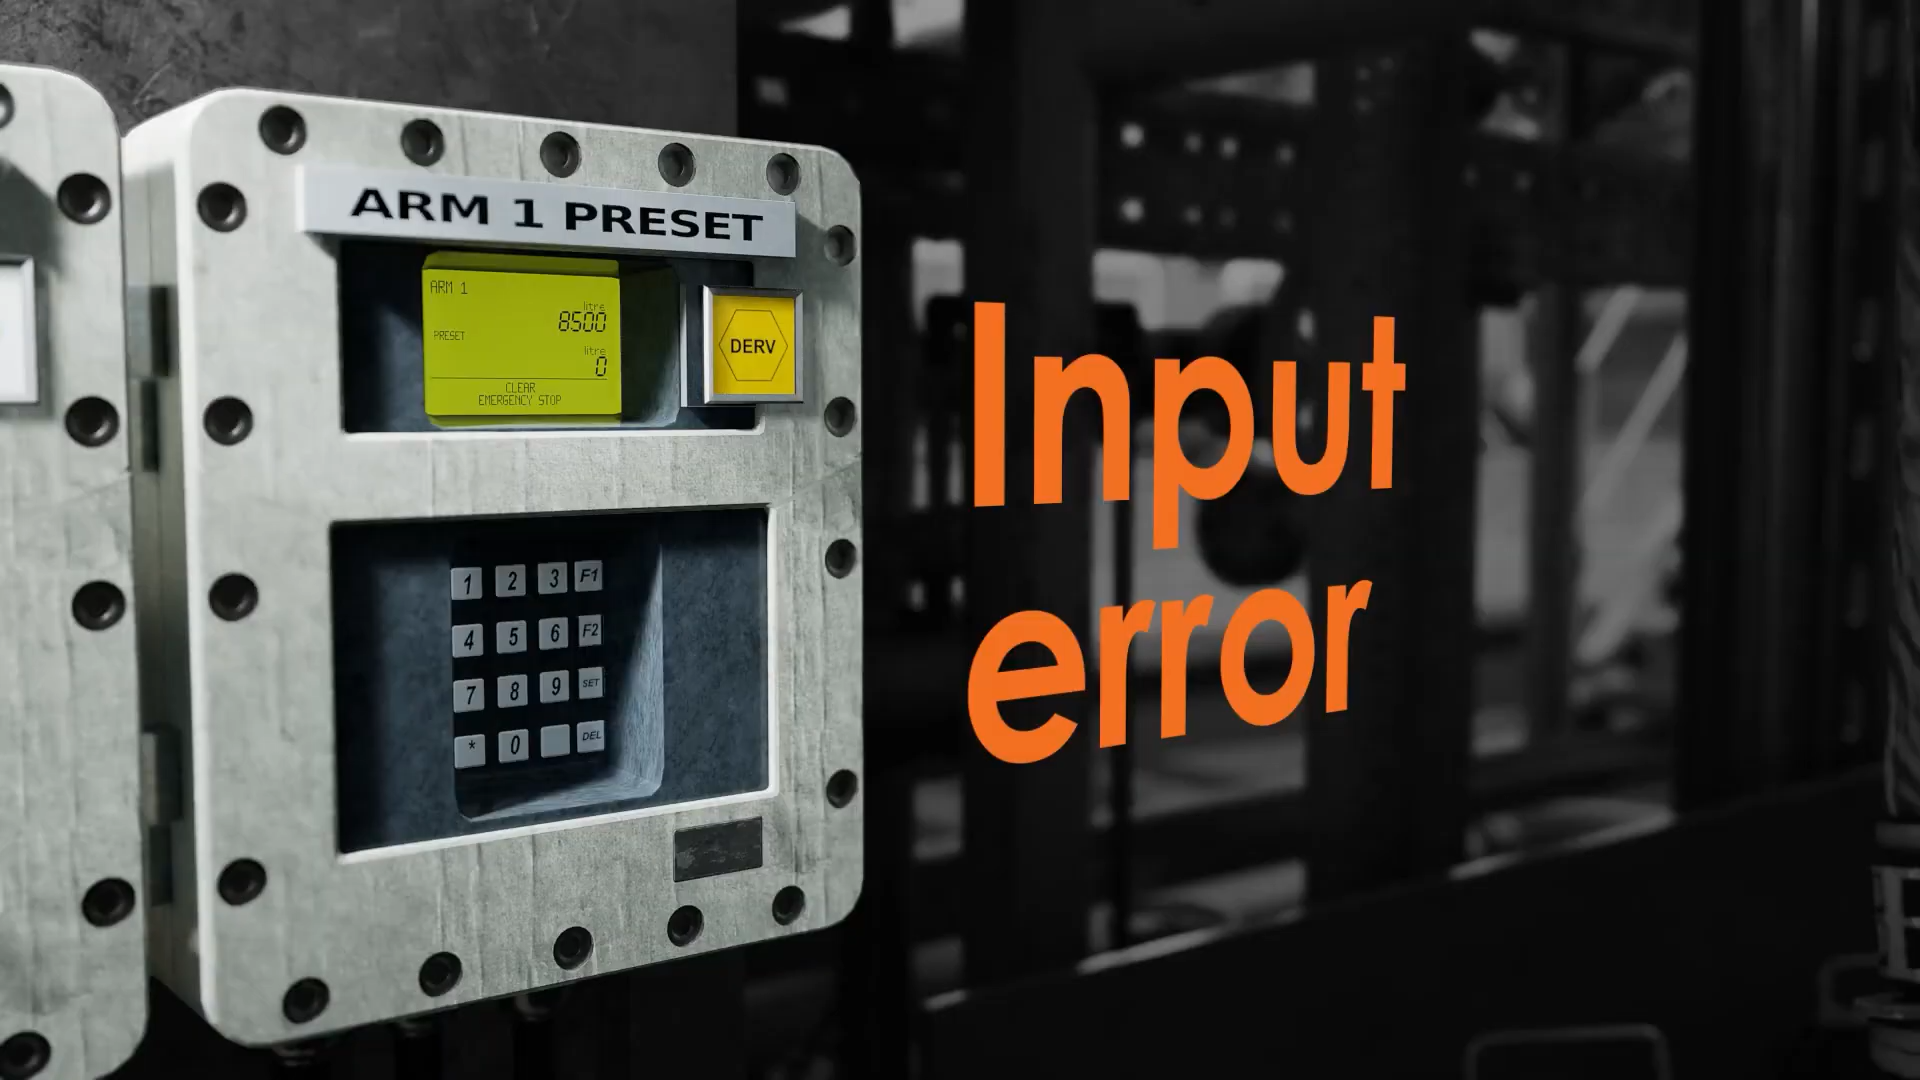 ARM 1 PRESET
ARM 1
litre
8500
PRESET
litre
0
CLEAR
EMERGENCY STOP
DERV
1 2 3 F1
4 5 6 F2
7 8 9 SET
* 0 DEL
Input
error